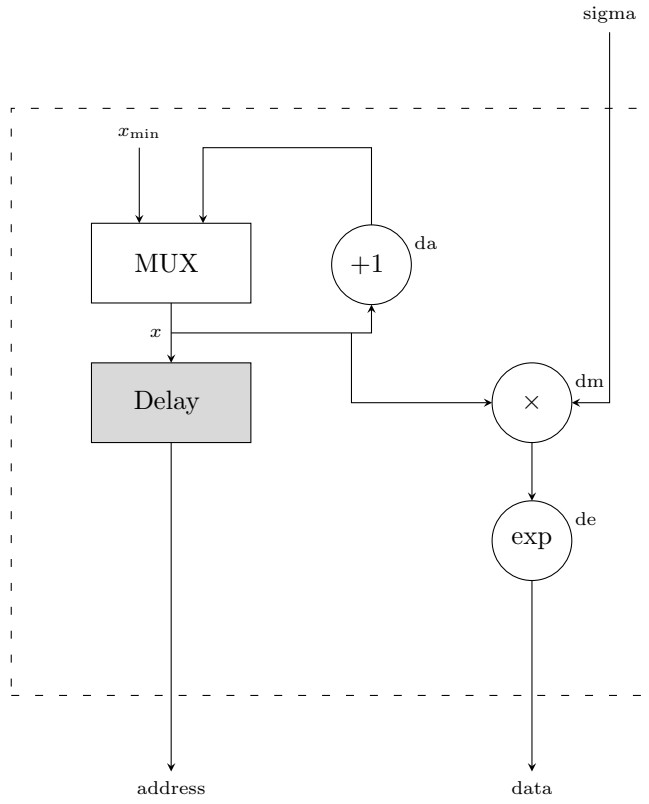 sigma
x_min
MUX
+1
da
x
Delay
×
dm
exp
de
address
data